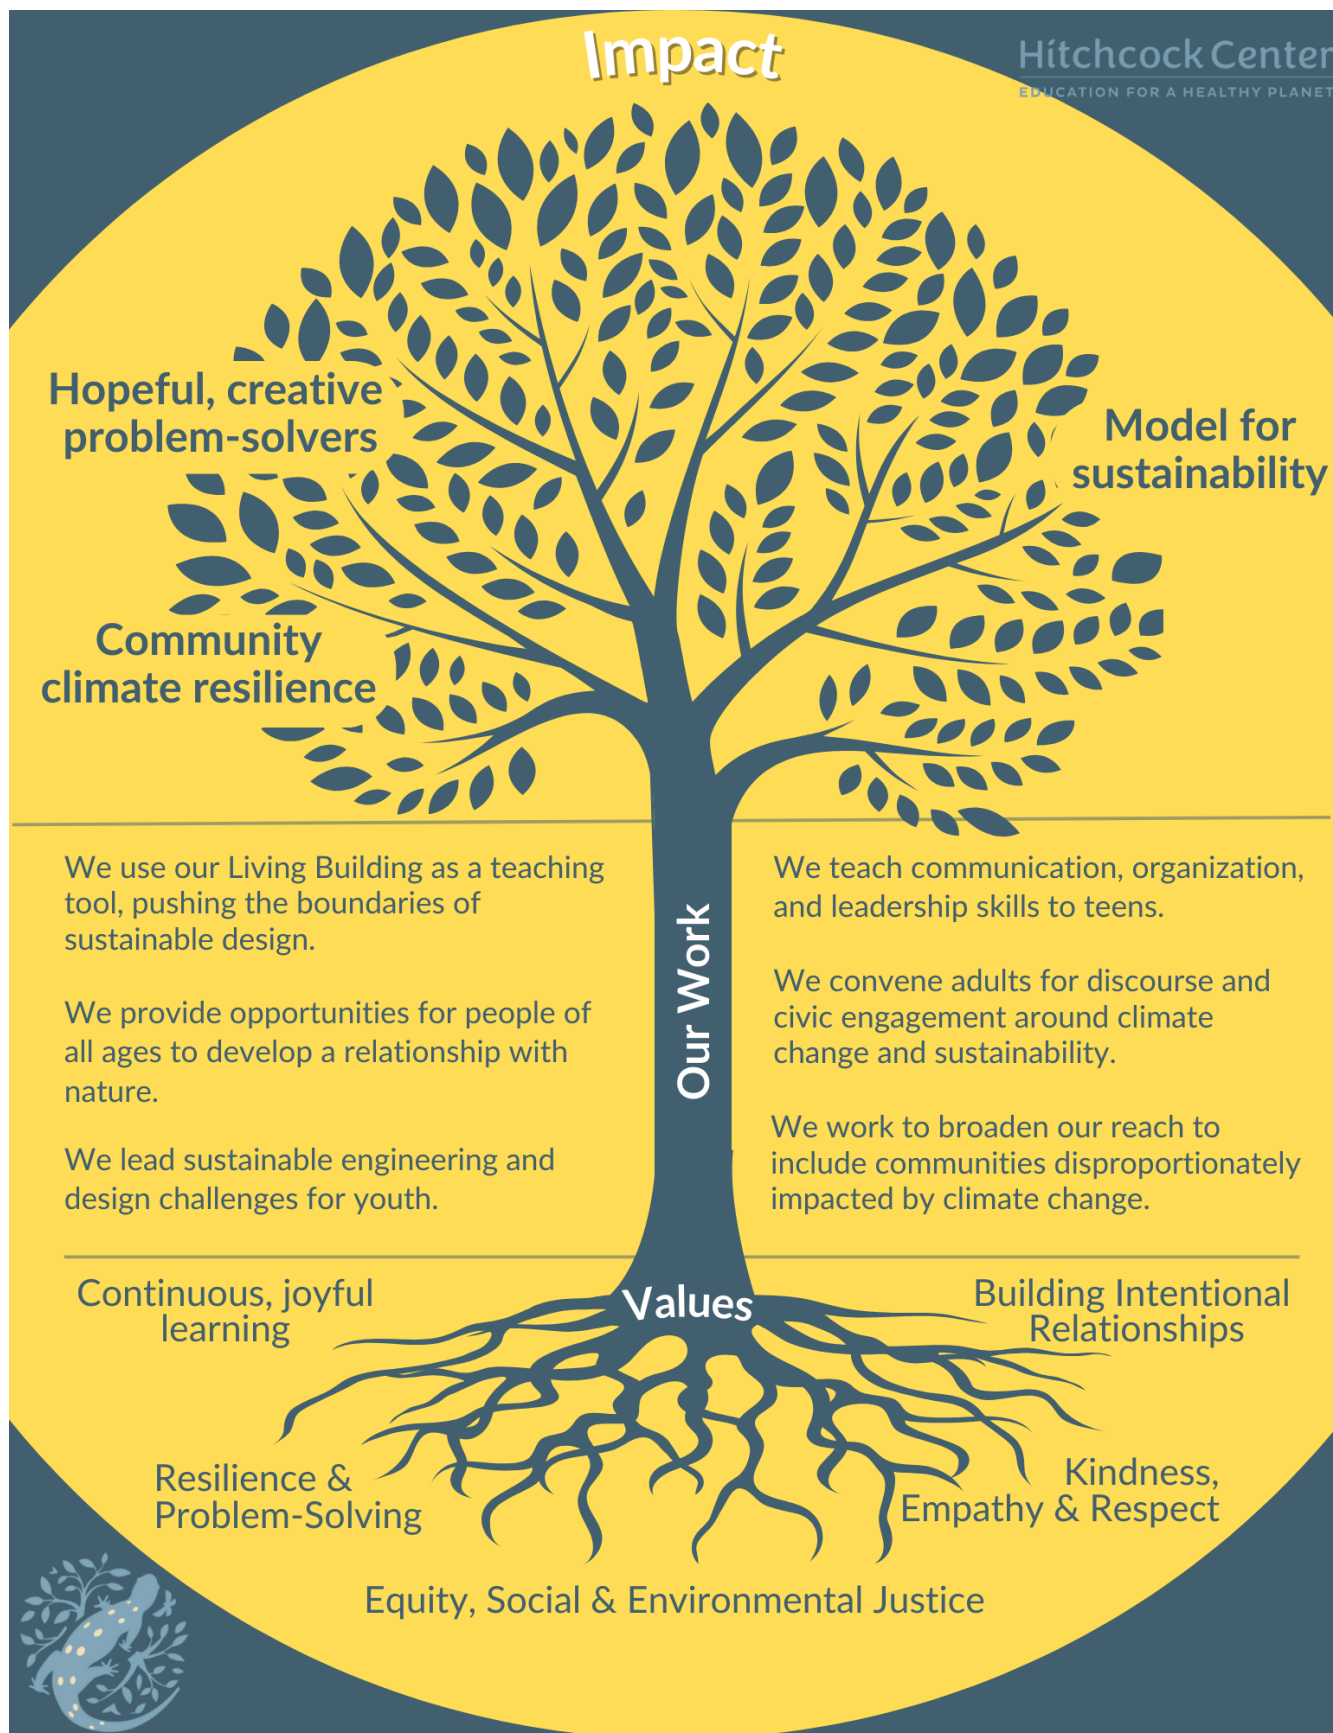 Impact
Hitchcock Center
EDUCATION FOR A HEALTHY PLANET
Hopeful, creative
problem-solvers
Model for
sustainability
Community
climate resilience
We use our Living Building as a teaching
tool, pushing the boundaries of
sustainable design.
We provide opportunities for people of
all ages to develop a relationship with
nature.
We lead sustainable engineering and
design challenges for youth.
Our Work
We teach communication, organization,
and leadership skills to teens.
We convene adults for discourse and
civic engagement around climate
change and sustainability.
We work to broaden our reach to
include communities disproportionately
impacted by climate change.
Values
Continuous, joyful
learning
Building Intentional
Relationships
Resilience &
Problem-Solving
Kindness,
Empathy & Respect
Equity, Social & Environmental Justice